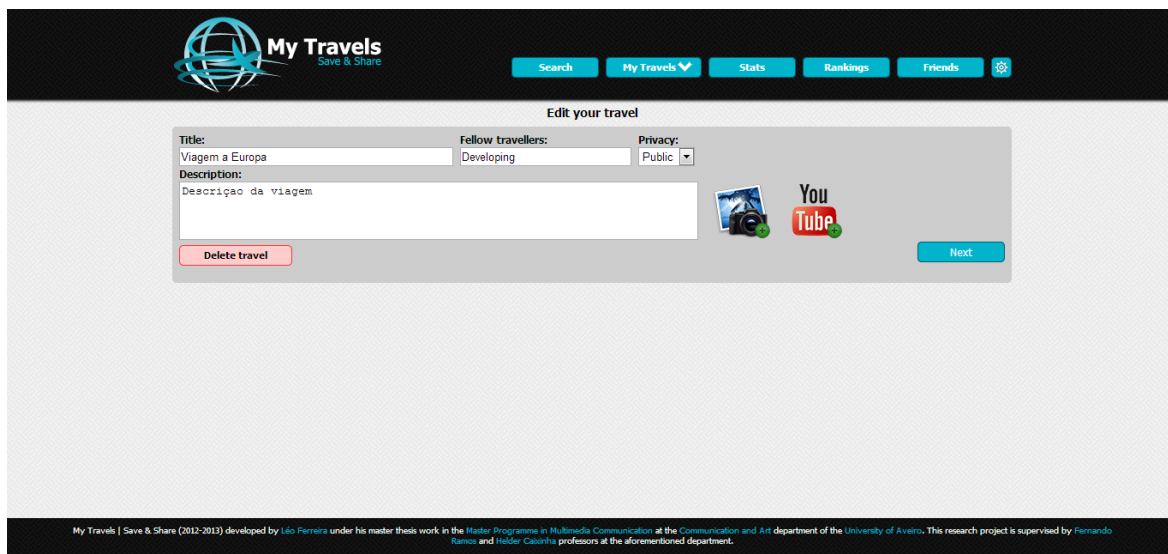 My Travels
Save & Share
Search My Travels Stats Rankings Friends
Edit your travel
Title: Fellow travellers: Privacy:
Viagem a Europa Developing Public
Description:
Descriçao da viagem
You
Tube
Delete travel Next
My Travels | Save & Share (2012-2013) developed by Léo Ferreira under his master thesis work in the Master Programme in Multimedia Communication at the Communication and Art department of the University of Aveiro. This research project is supervised by Fernando
Ramos and Helder Caixinha professors at the aforementioned department.